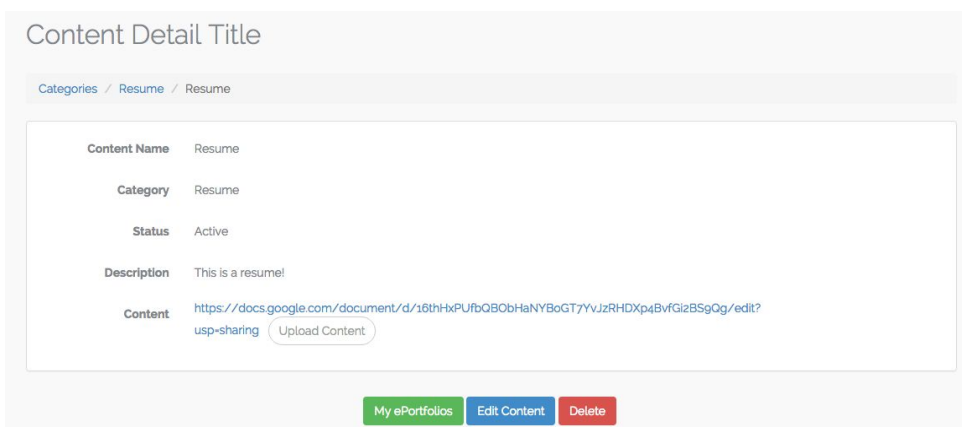 Content Detail Title
Categories / Resume / Resume
Content Name Resume
Category Resume
Status Active
Description This is a resume!
Content https://docs.google.com/document/d/16thHxPUfbQBObHaNYBoGT7YvJzRHDXp4BvfGi2BS9Qg/edit?
usp=sharing Upload Content
My ePortfolios Edit Content Delete